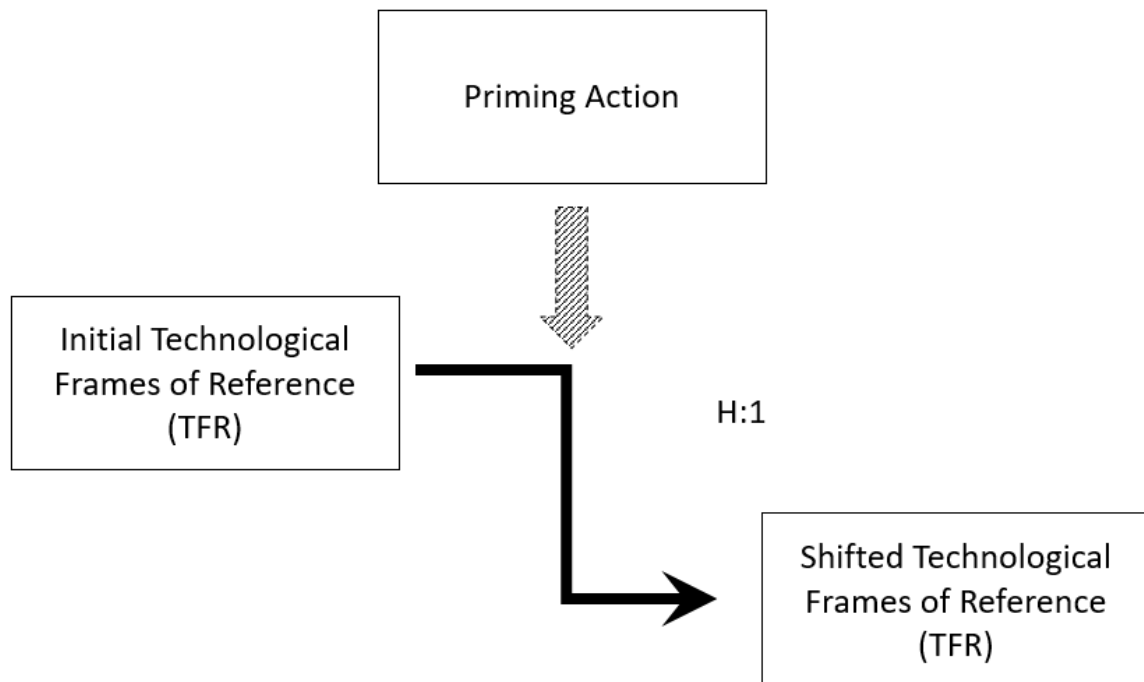 Priming Action
Initial Technological
Frames of Reference
(TFR)
H:1
Shifted Technological
Frames of Reference
(TFR)